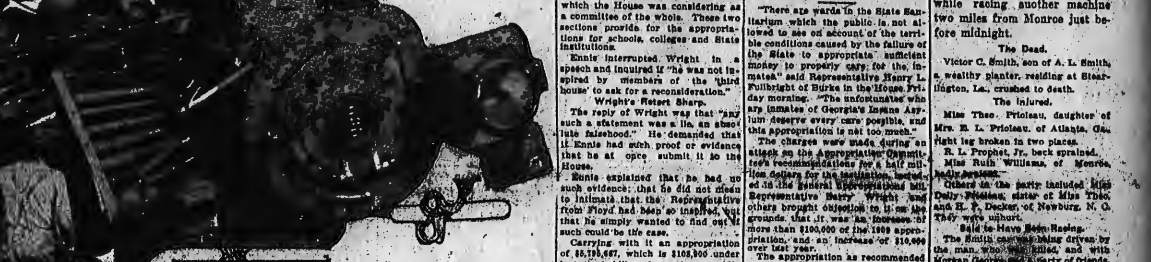 which the House was considering as
a committee of the whole. These two
sections provide for the appropria-
tions for schools, colleges and State
institutions.
Ennis interrupted Wright in a
speech and inquired if "he was not in-
spired by members of the 'third
house' to ask for a reconsideration."
Wright's Retort Sharp.
The reply of Wright was that "any
such a statement was a lie, an abso-
lute falsehood." He demanded that
if Ennis had such proof or evidence
that he at once submit it to the
House.
Ennis explained that he had no
such evidence; that he did not mean
to intimate that the Representative
from Floyd had been so inspired, but
that he simply wanted to find out if
such could be the case.
Carrying with it an appropriation
of which is under
"There are wards in the State San-
itarium which the public is not al-
lowed to see on account of the terri-
ble conditions caused by the failure of
the State to appropriate sufficient
money to properly care for the in-
mates," said Representative Henry L.
Fullbright of Burke in the House Fri-
day morning. "The unfortunates who
are inmates of Georgia's Insane Asy-
lum deserve every care possible, and
this appropriation is not too much."
The charges were made during an
attack on the Appropriation Commit-
tee's recommendations for a half mil-
lion dollars for the institution, includ-
ed in the general appropriations bill.
Representative Barry Wright and
others brought objection to it on the
grounds that it was an increase of
more than $100,000 of the 1909 appro-
priation, and an increase of $10,000
over last year.
The appropriation as recommended
while racing another machine
two miles from Monroe just be-
fore midnight.
The Dead.
Victor C. Smith, son of A. L. Smith,
a wealthy planter, residing at Stear-
lington, La., crushed to death.
The Injured.
Miss Theo. Prioleau, daughter of
Mrs. E. L. Prioleau, of Atlanta, Ga.,
right leg broken in two places.
R. L. Prophet, Jr., back sprained.
Miss Ruth Williams, of Monroe,
badly
Others in the party included Miss
Dolly Prioleau, sister of Miss Theo,
and H. P. Decker, of Newburg, N. C.
They were unhurt.
Said to Have Been Racing.
The Smith car was being driven by
the man who was killed, and with
Morgan party of friends